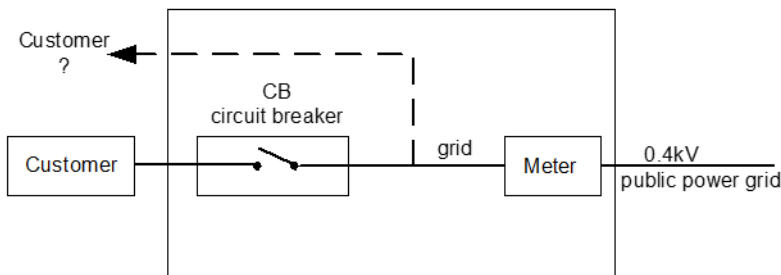 Customer
?
CB
circuit breaker
Customer
grid
Meter
0.4kV
public power grid